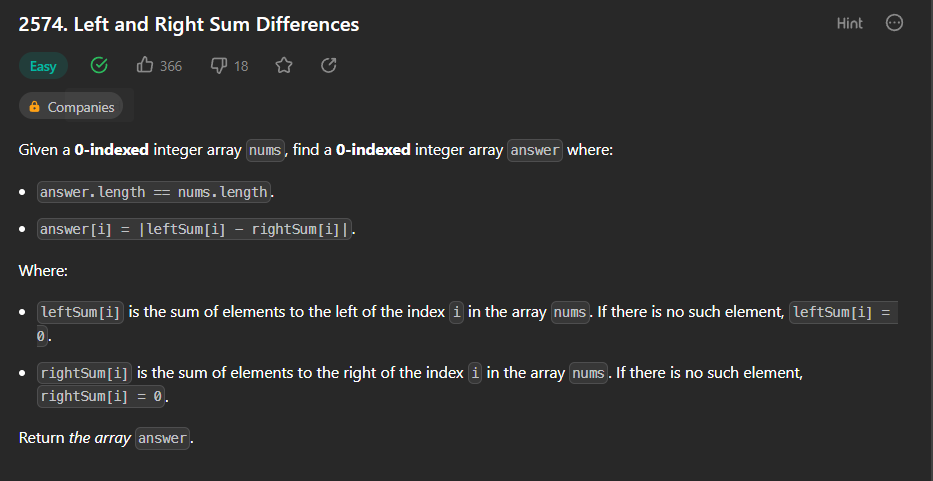 2574. Left and Right Sum Differences
Hint
Easy
366
18
Companies
Given a 0-indexed integer array nums, find a 0-indexed integer array answer where:
• answer.length == nums.length.
• answer[i] = |leftSum[i] − rightSum[i]|.
Where:
• leftSum[i] is the sum of elements to the left of the index i in the array nums. If there is no such element, leftSum[i] =
0.
• rightSum[i] is the sum of elements to the right of the index i in the array nums. If there is no such element,
rightSum[i] = 0.
Return the array answer.